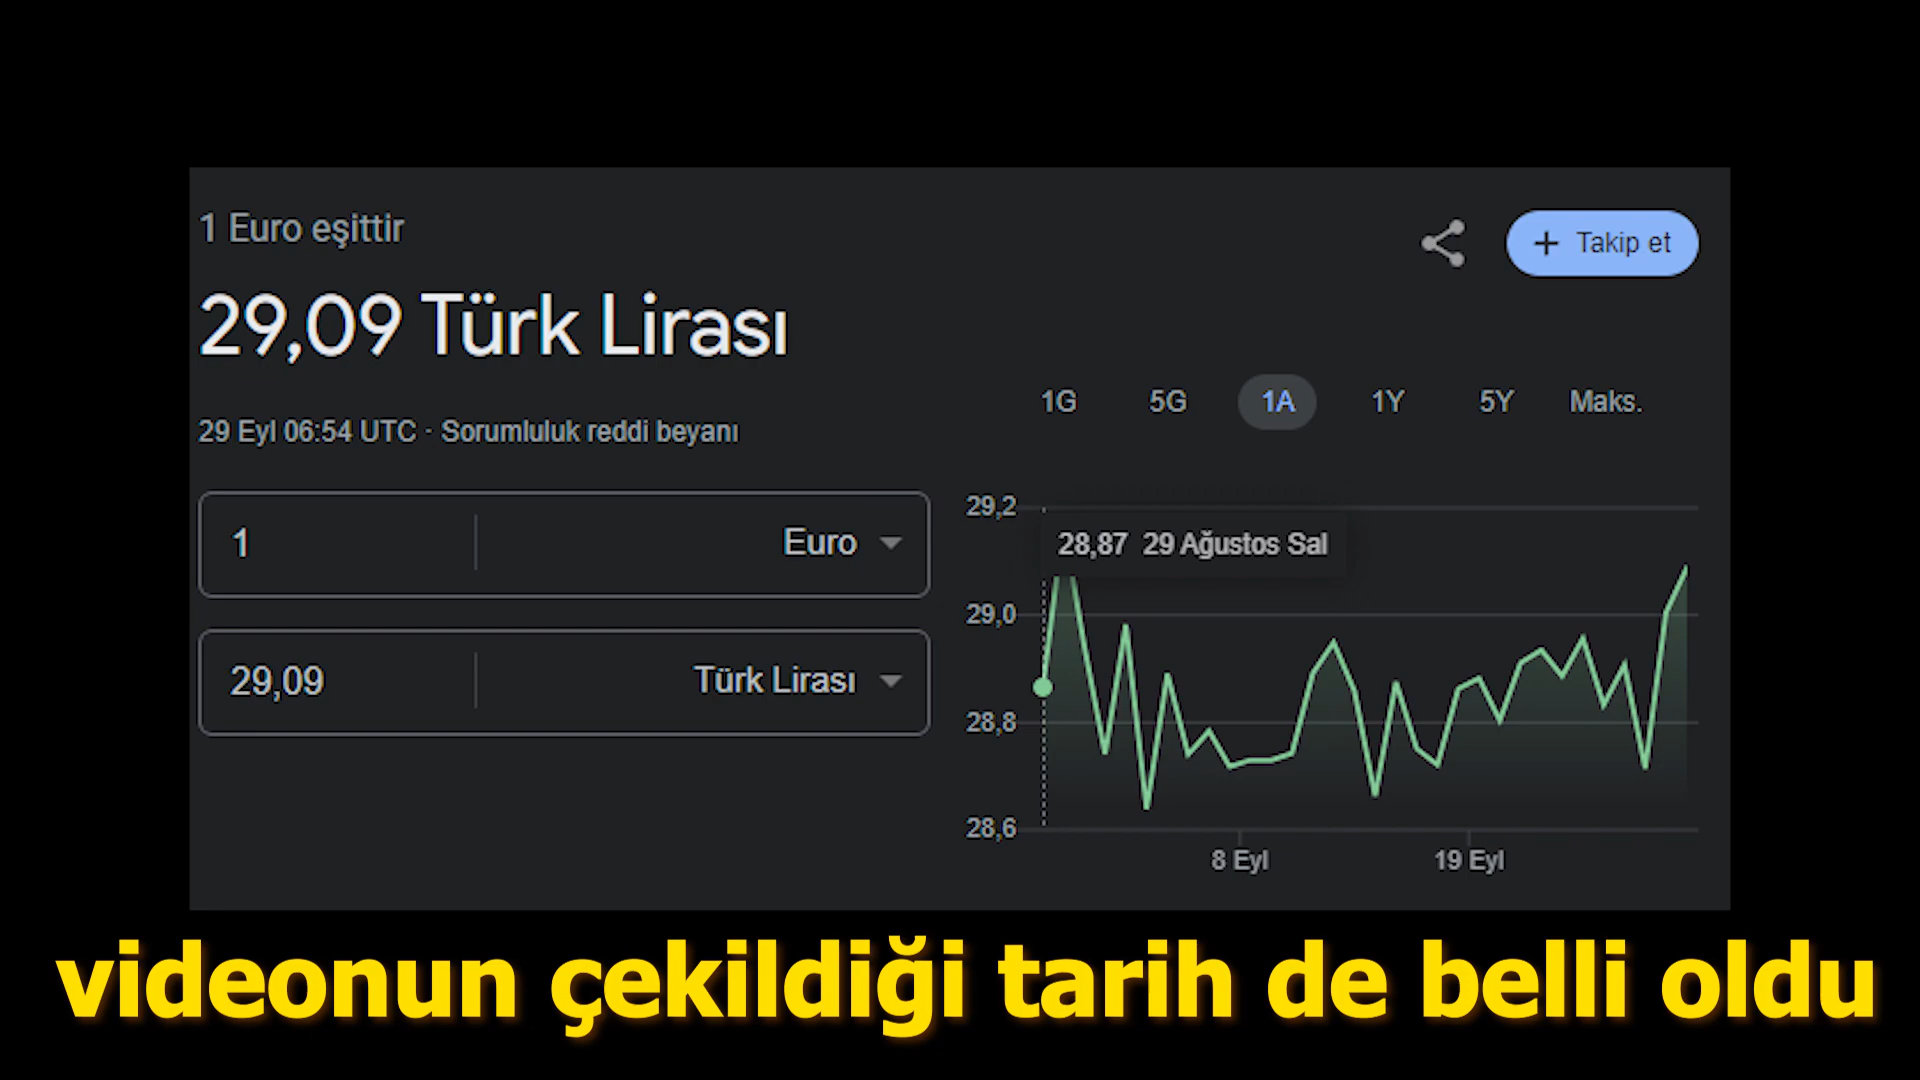 1 Euro eşittir
+ Takip et
29,09 Türk Lirası
29 Eyl 06:54 UTC · Sorumluluk reddi beyanı
1G 5G 1A 1Y 5Y Maks.
1 Euro
29,09 Türk Lirası
29,2
28,87 29 Ağustos Sal
29,0
28,8
28,6
8 Eyl 19 Eyl
videonun çekildiği tarih de belli oldu